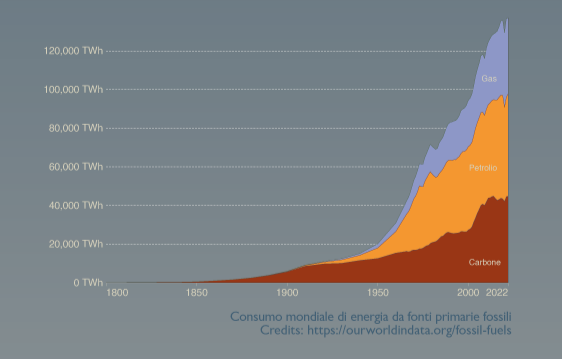 120,000 TWh
100,000 TWh
Gas
80,000 TWh
60,000 TWh
Petrolio
40,000 TWh
20,000 TWh
Carbone
0 TWh
1800 1850 1900 1950 2000 2022
Consumo mondiale di energia da fonti primarie fossili
Credits: https://ourworldindata.org/fossil-fuels